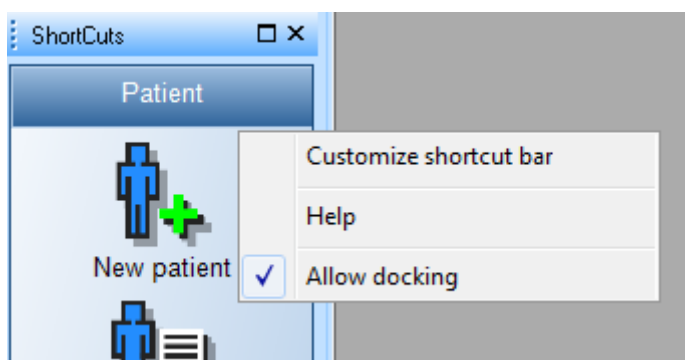 ShortCuts
Patient
Customize shortcut bar
Help
New patient
Allow docking